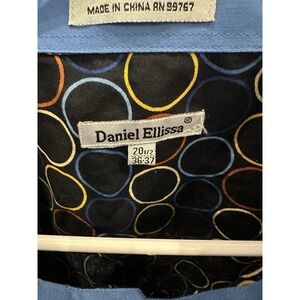 MADE IN CHINA RN 99767
Daniel Ellissa ®
20 1/2
36-37